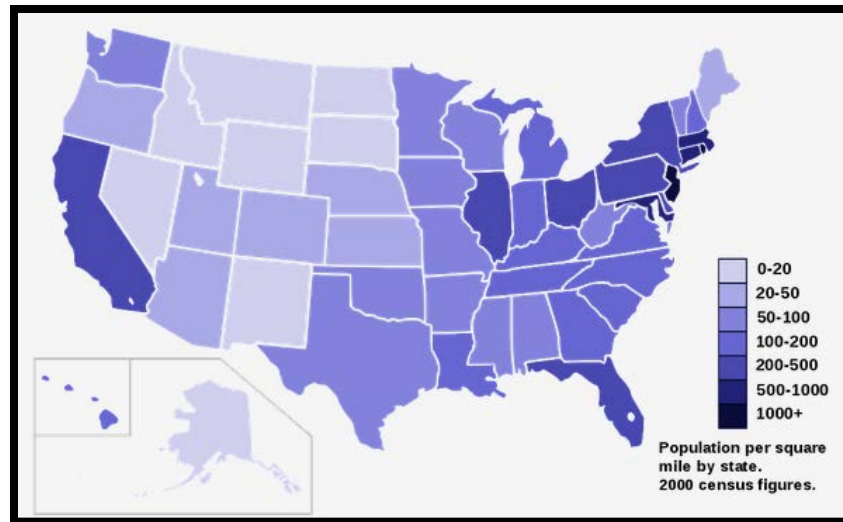 0-20
20-50
50-100
100-200
200-500
500-1000
1000+
Population per square
mile by state.
2000 census figures.